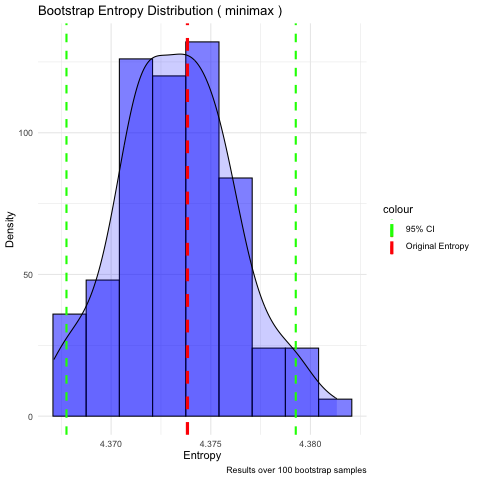 Bootstrap Entropy Distribution ( minimax )
100
50
0
Density
4.370
4.375
4.380
Entropy
colour
95% CI
Original Entropy
Results over 100 bootstrap samples